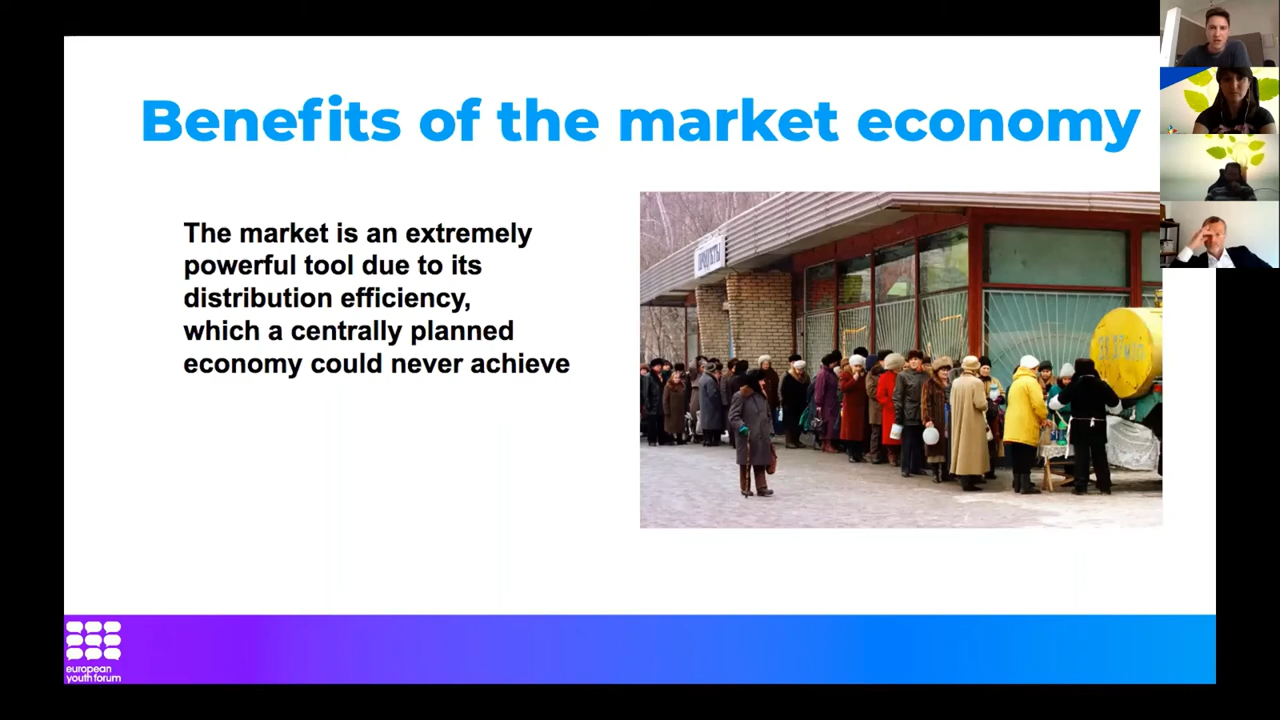 Benefits of the market economy
The market is an extremely
powerful tool due to its
distribution efficiency,
which a centrally planned
economy could never achieve
ПРОДУКТЫ
european
youth forum